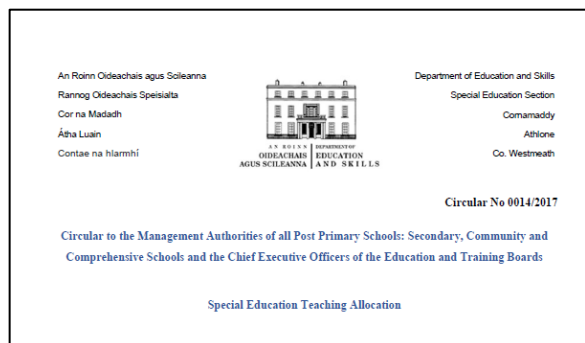 An Roinn Oideachais agus Scileanna
Rannog Oideachais Speisialta
Cor na Madadh
Átha Luain
Contae na hIarmhí
Department of Education and Skills
Special Education Section
Cornamaddy
Athlone
Co. Westmeath
AN ROINN | DEPARTMENT OF
OIDEACHAIS | EDUCATION
AGUS SCILEANNA | AND SKILLS
Circular No 0014/2017
Circular to the Management Authorities of all Post Primary Schools: Secondary, Community and
Comprehensive Schools and the Chief Executive Officers of the Education and Training Boards
Special Education Teaching Allocation